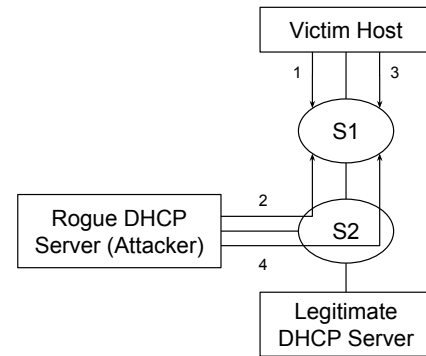 Victim Host
1
3
S1
2
Rogue DHCP
Server (Attacker)
S2
4
Legitimate
DHCP Server